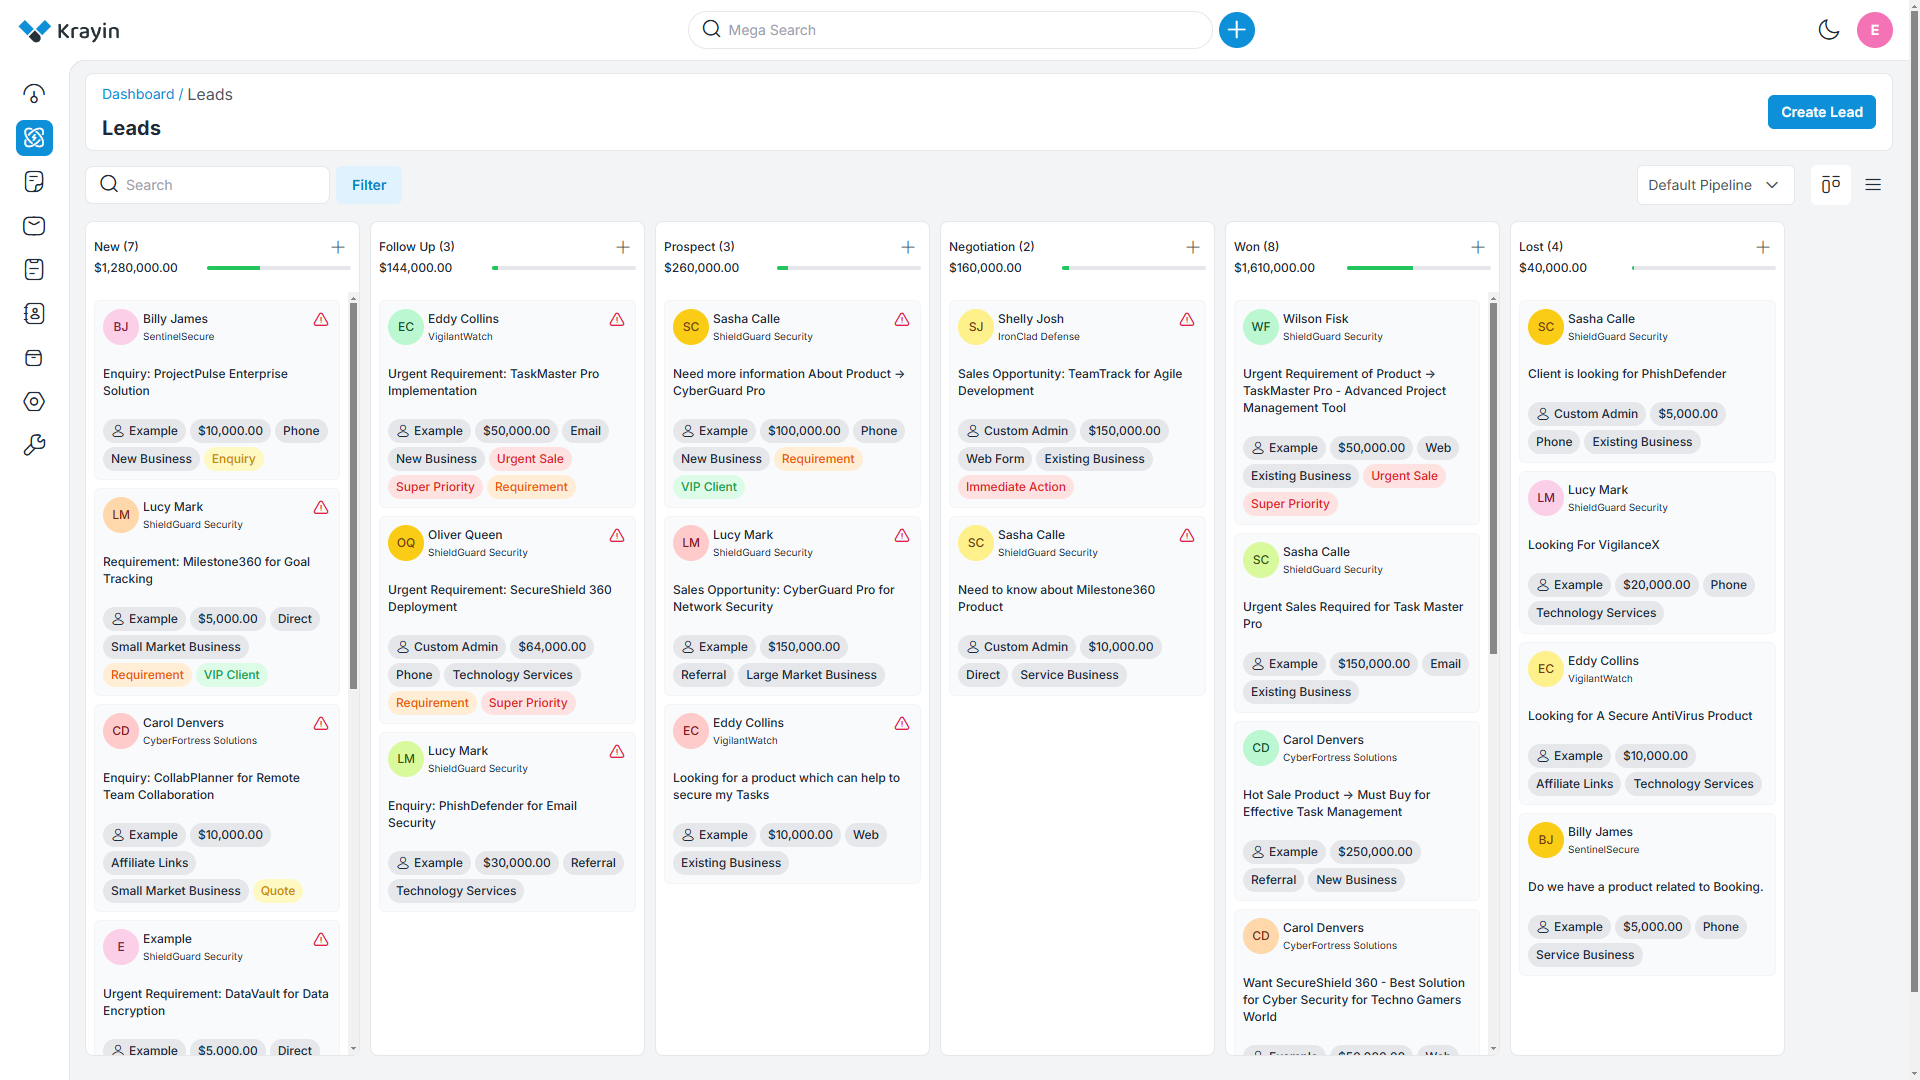 Krayin
Mega Search
E
Dashboard / Leads
Leads
Create Lead
Search
Filter
Default Pipeline
New (7)
$1,280,000.00
BJ
Billy James
SentinelSecure
Enquiry: ProjectPulse Enterprise
Solution
Example $10,000.00 Phone
New Business Enquiry
LM
Lucy Mark
ShieldGuard Security
Requirement: Milestone360 for Goal
Tracking
Example $5,000.00 Direct
Small Market Business
Requirement VIP Client
CD
Carol Denvers
CyberFortress Solutions
Enquiry: CollabPlanner for Remote
Team Collaboration
Example $10,000.00
Affiliate Links
Small Market Business Quote
E
Example
ShieldGuard Security
Urgent Requirement: DataVault for Data
Encryption
Example $5,000.00 Direct
Follow Up (3)
$144,000.00
EC
Eddy Collins
VigilantWatch
Urgent Requirement: TaskMaster Pro
Implementation
Example $50,000.00 Email
New Business Urgent Sale
Super Priority Requirement
OQ
Oliver Queen
ShieldGuard Security
Urgent Requirement: SecureShield 360
Deployment
Custom Admin $64,000.00
Phone Technology Services
Requirement Super Priority
LM
Lucy Mark
ShieldGuard Security
Enquiry: PhishDefender for Email
Security
Example $30,000.00 Referral
Technology Services
Prospect (3)
$260,000.00
SC
Sasha Calle
ShieldGuard Security
Need more information About Product →
CyberGuard Pro
Example $100,000.00 Phone
New Business Requirement
VIP Client
LM
Lucy Mark
ShieldGuard Security
Sales Opportunity: CyberGuard Pro for
Network Security
Example $150,000.00
Referral Large Market Business
EC
Eddy Collins
VigilantWatch
Looking for a product which can help to
secure my Tasks
Example $10,000.00 Web
Existing Business
Negotiation (2)
$160,000.00
SJ
Shelly Josh
IronClad Defense
Sales Opportunity: TeamTrack for Agile
Development
Custom Admin $150,000.00
Web Form Existing Business
Immediate Action
SC
Sasha Calle
ShieldGuard Security
Need to know about Milestone360
Product
Custom Admin $10,000.00
Direct Service Business
Won (8)
$1,610,000.00
WF
Wilson Fisk
ShieldGuard Security
Urgent Requirement of Product →
TaskMaster Pro - Advanced Project
Management Tool
Example $50,000.00 Web
Existing Business Urgent Sale
Super Priority
SC
Sasha Calle
ShieldGuard Security
Urgent Sales Required for Task Master
Pro
Example $150,000.00 Email
Existing Business
CD
Carol Denvers
CyberFortress Solutions
Hot Sale Product → Must Buy for
Effective Task Management
Example $250,000.00
Referral New Business
CD
Carol Denvers
CyberFortress Solutions
Want SecureShield 360 - Best Solution
for Cyber Security for Techno Gamers
World
Lost (4)
$40,000.00
SC
Sasha Calle
ShieldGuard Security
Client is looking for PhishDefender
Custom Admin $5,000.00
Phone Existing Business
LM
Lucy Mark
ShieldGuard Security
Looking For VigilanceX
Example $20,000.00 Phone
Technology Services
EC
Eddy Collins
VigilantWatch
Looking for A Secure AntiVirus Product
Example $10,000.00
Affiliate Links Technology Services
BJ
Billy James
SentinelSecure
Do we have a product related to Booking.
Example $5,000.00 Phone
Service Business